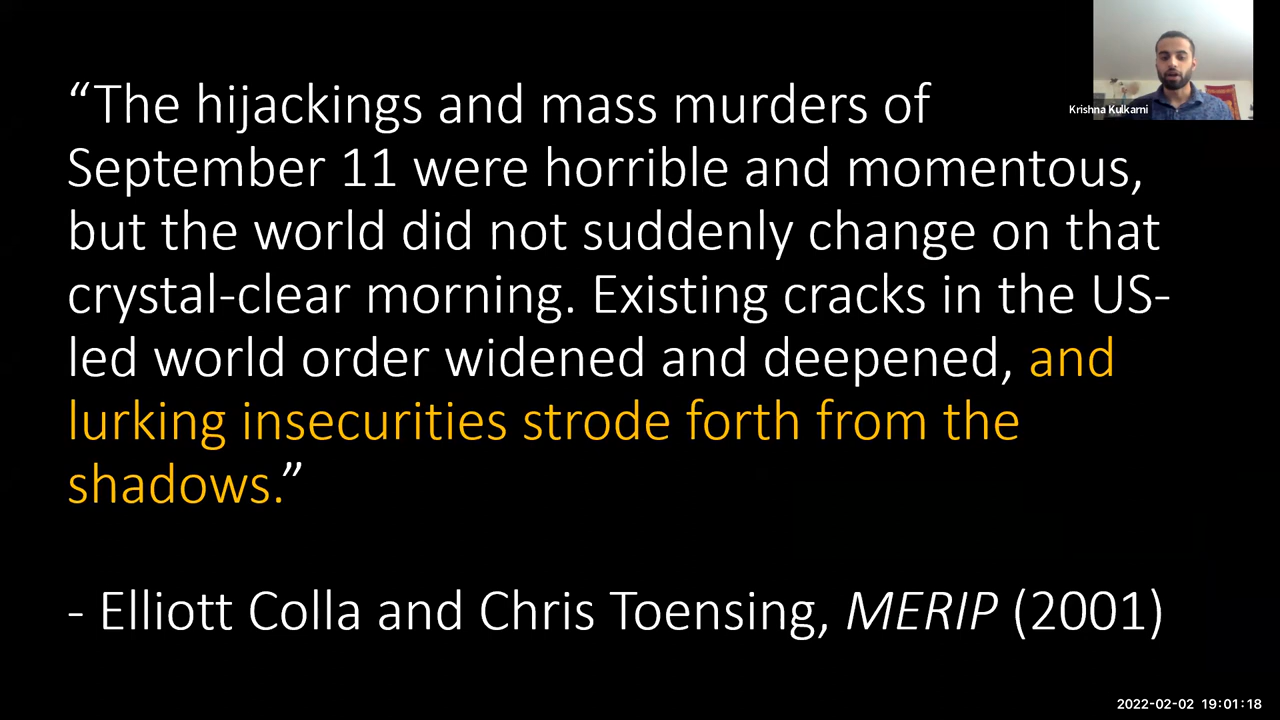 “The hijackings and mass murders of
September 11 were horrible and momentous,
but the world did not suddenly change on that
crystal-clear morning. Existing cracks in the US-
led world order widened and deepened, and
lurking insecurities strode forth from the
shadows.”
- Elliott Colla and Chris Toensing, MERIP (2001)
Krishna Kulkarni
2022-02-02 19:01:18